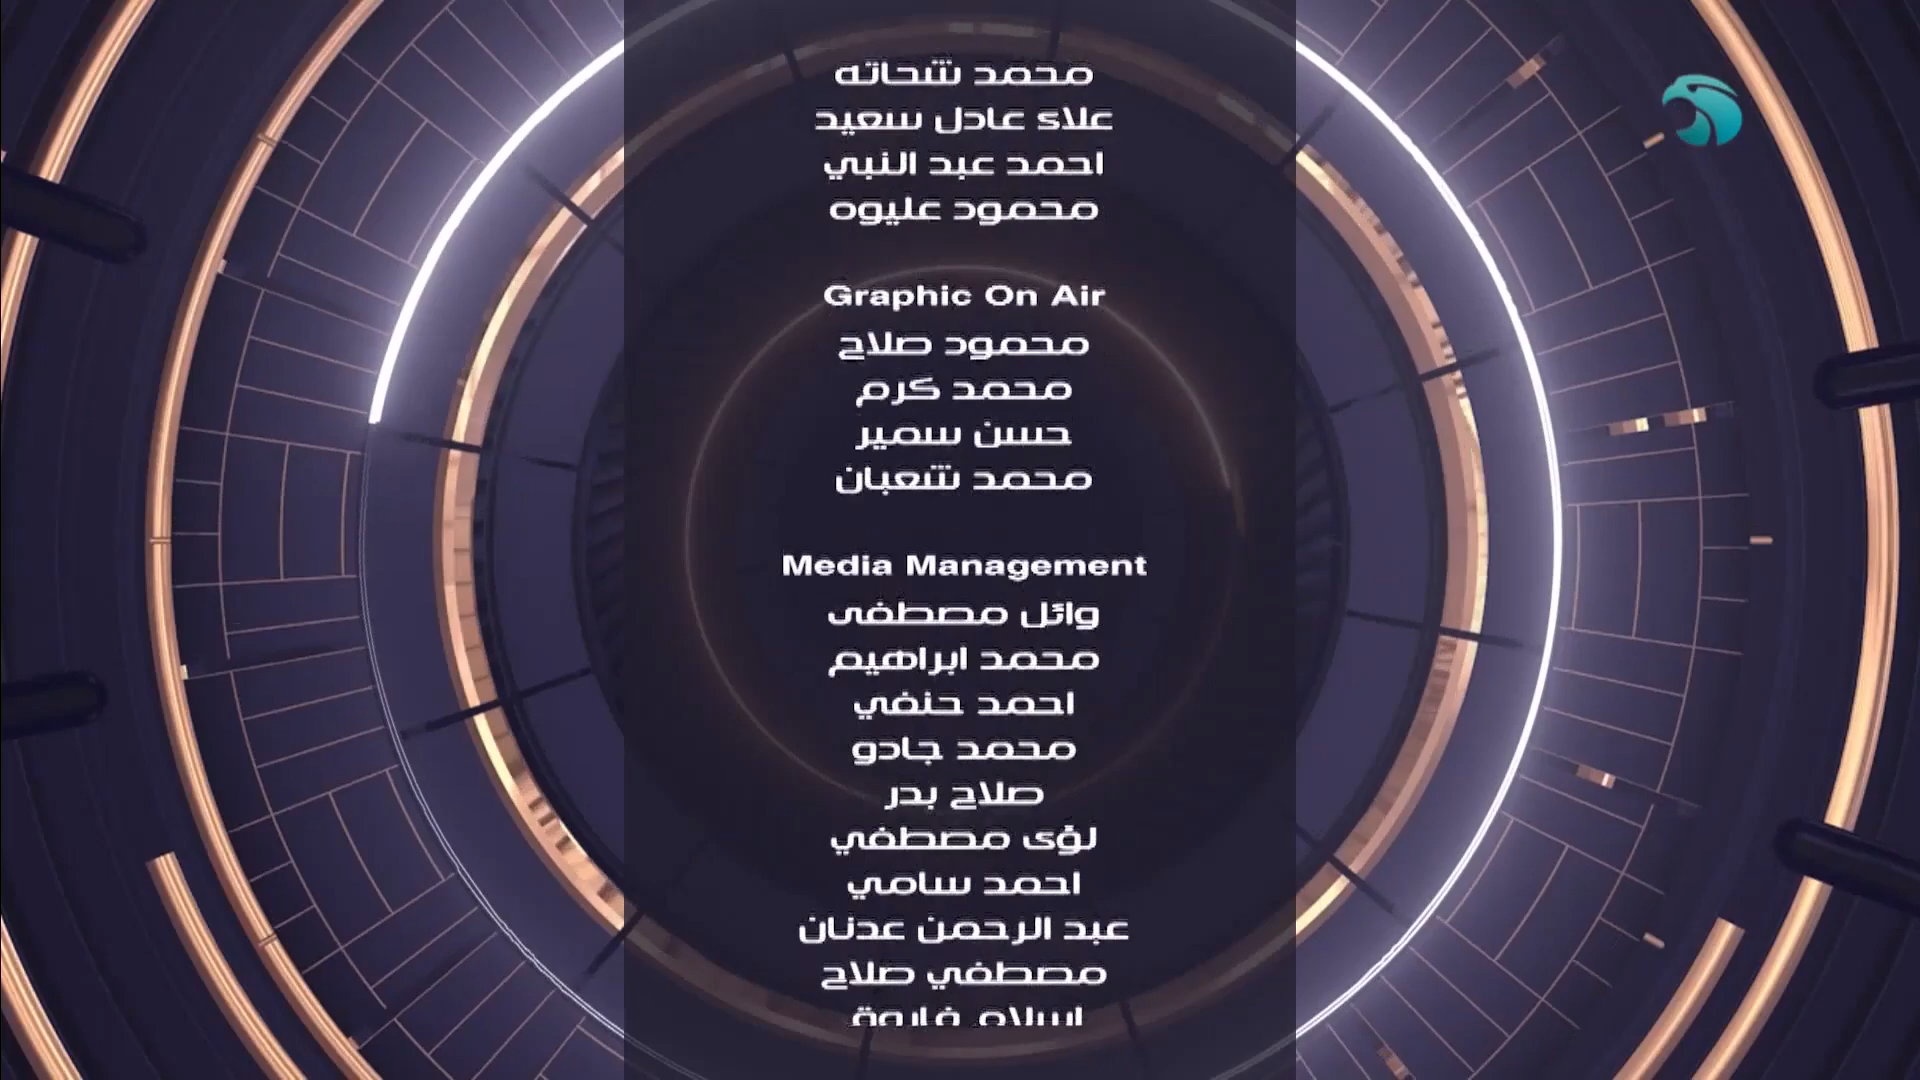 محمد شحاته
علاء عادل سعيد
احمد عبد النبي
محمود عليوه
Graphic On Air
محمود صلاح
محمد كرم
حسن سمير
محمد شعبان
Media Management
وائل مصطفى
محمد ابراهيم
احمد حنفي
محمد جادو
صلاح بدر
لؤى مصطفي
احمد سامي
عبد الرحمن عدنان
مصطفي صلاح
اسلام فاروق